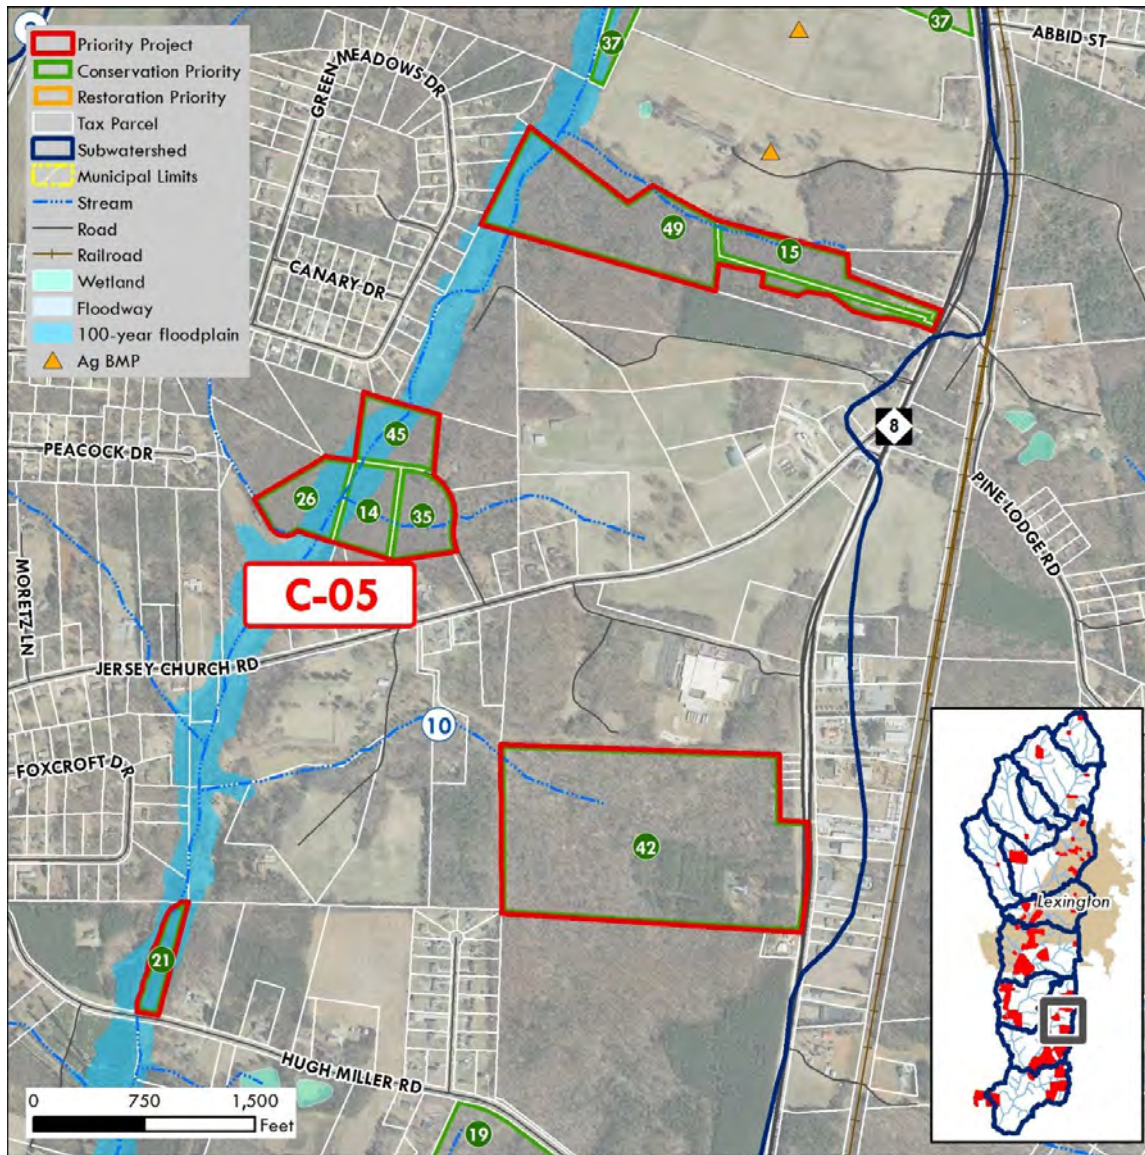 Priority Project
Conservation Priority
Restoration Priority
Tax Parcel
Subwatershed
Municipal Limits
Stream
Road
Railroad
Wetland
Floodway
100-year floodplain
Ag BMP
GREEN MEADOWS DR
37
37
ABBID ST
49
15
CANARY DR
8
PEACOCK DR
45
26
14
35
PINE LODGE RD
C-05
MORETZ LN
JERSEY CHURCH RD
10
FOXCROFT DR
42
Lexington
21
HUGH MILLER RD
19
0 750 1,500
Feet